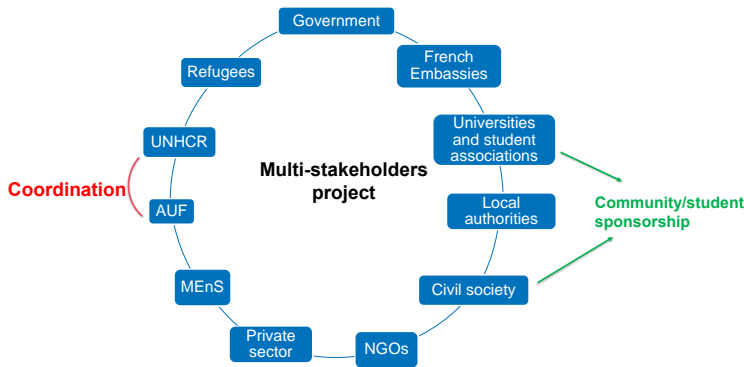 Government
French
Embassies
Refugees
Universities
and student
associations
UNHCR
Multi-stakeholders
project
Coordination
Community/student
sponsorship
AUF
Local
authorities
MEnS
Civil society
Private
sector
NGOs